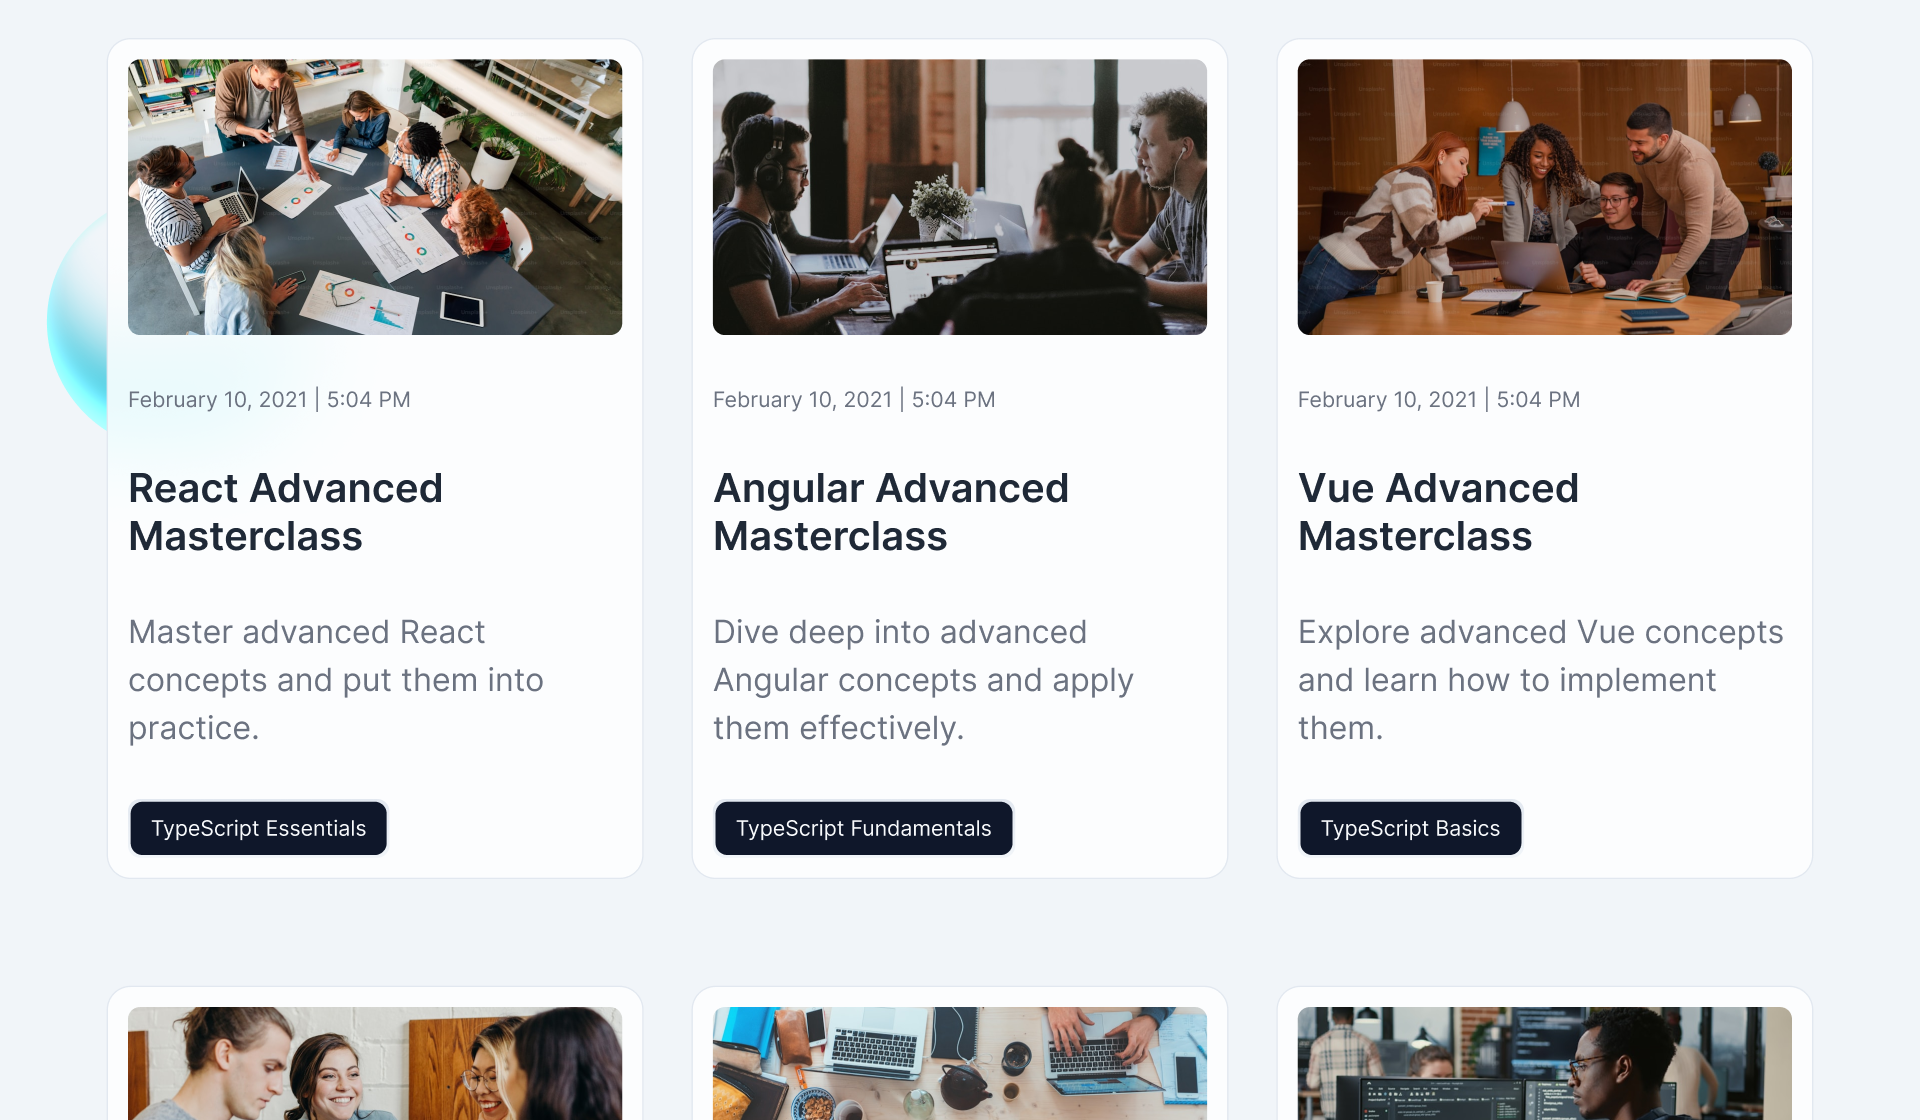 February 10, 2021 | 5:04 PM
React Advanced
Masterclass
Master advanced React
concepts and put them into
practice.
TypeScript Essentials
February 10, 2021 | 5:04 PM
Angular Advanced
Masterclass
Dive deep into advanced
Angular concepts and apply
them effectively.
TypeScript Fundamentals
February 10, 2021 | 5:04 PM
Vue Advanced
Masterclass
Explore advanced Vue concepts
and learn how to implement
them.
TypeScript Basics